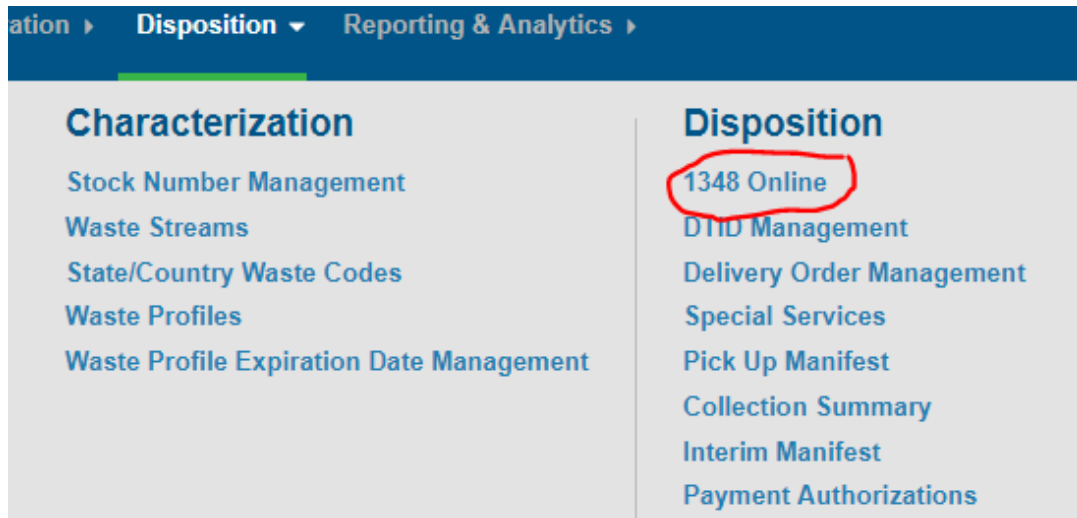 ation Disposition Reporting & Analytics
Characterization
Stock Number Management
Waste Streams
State/Country Waste Codes
Waste Profiles
Waste Profile Expiration Date Management
Disposition
1348 Online
DTID Management
Delivery Order Management
Special Services
Pick Up Manifest
Collection Summary
Interim Manifest
Payment Authorizations